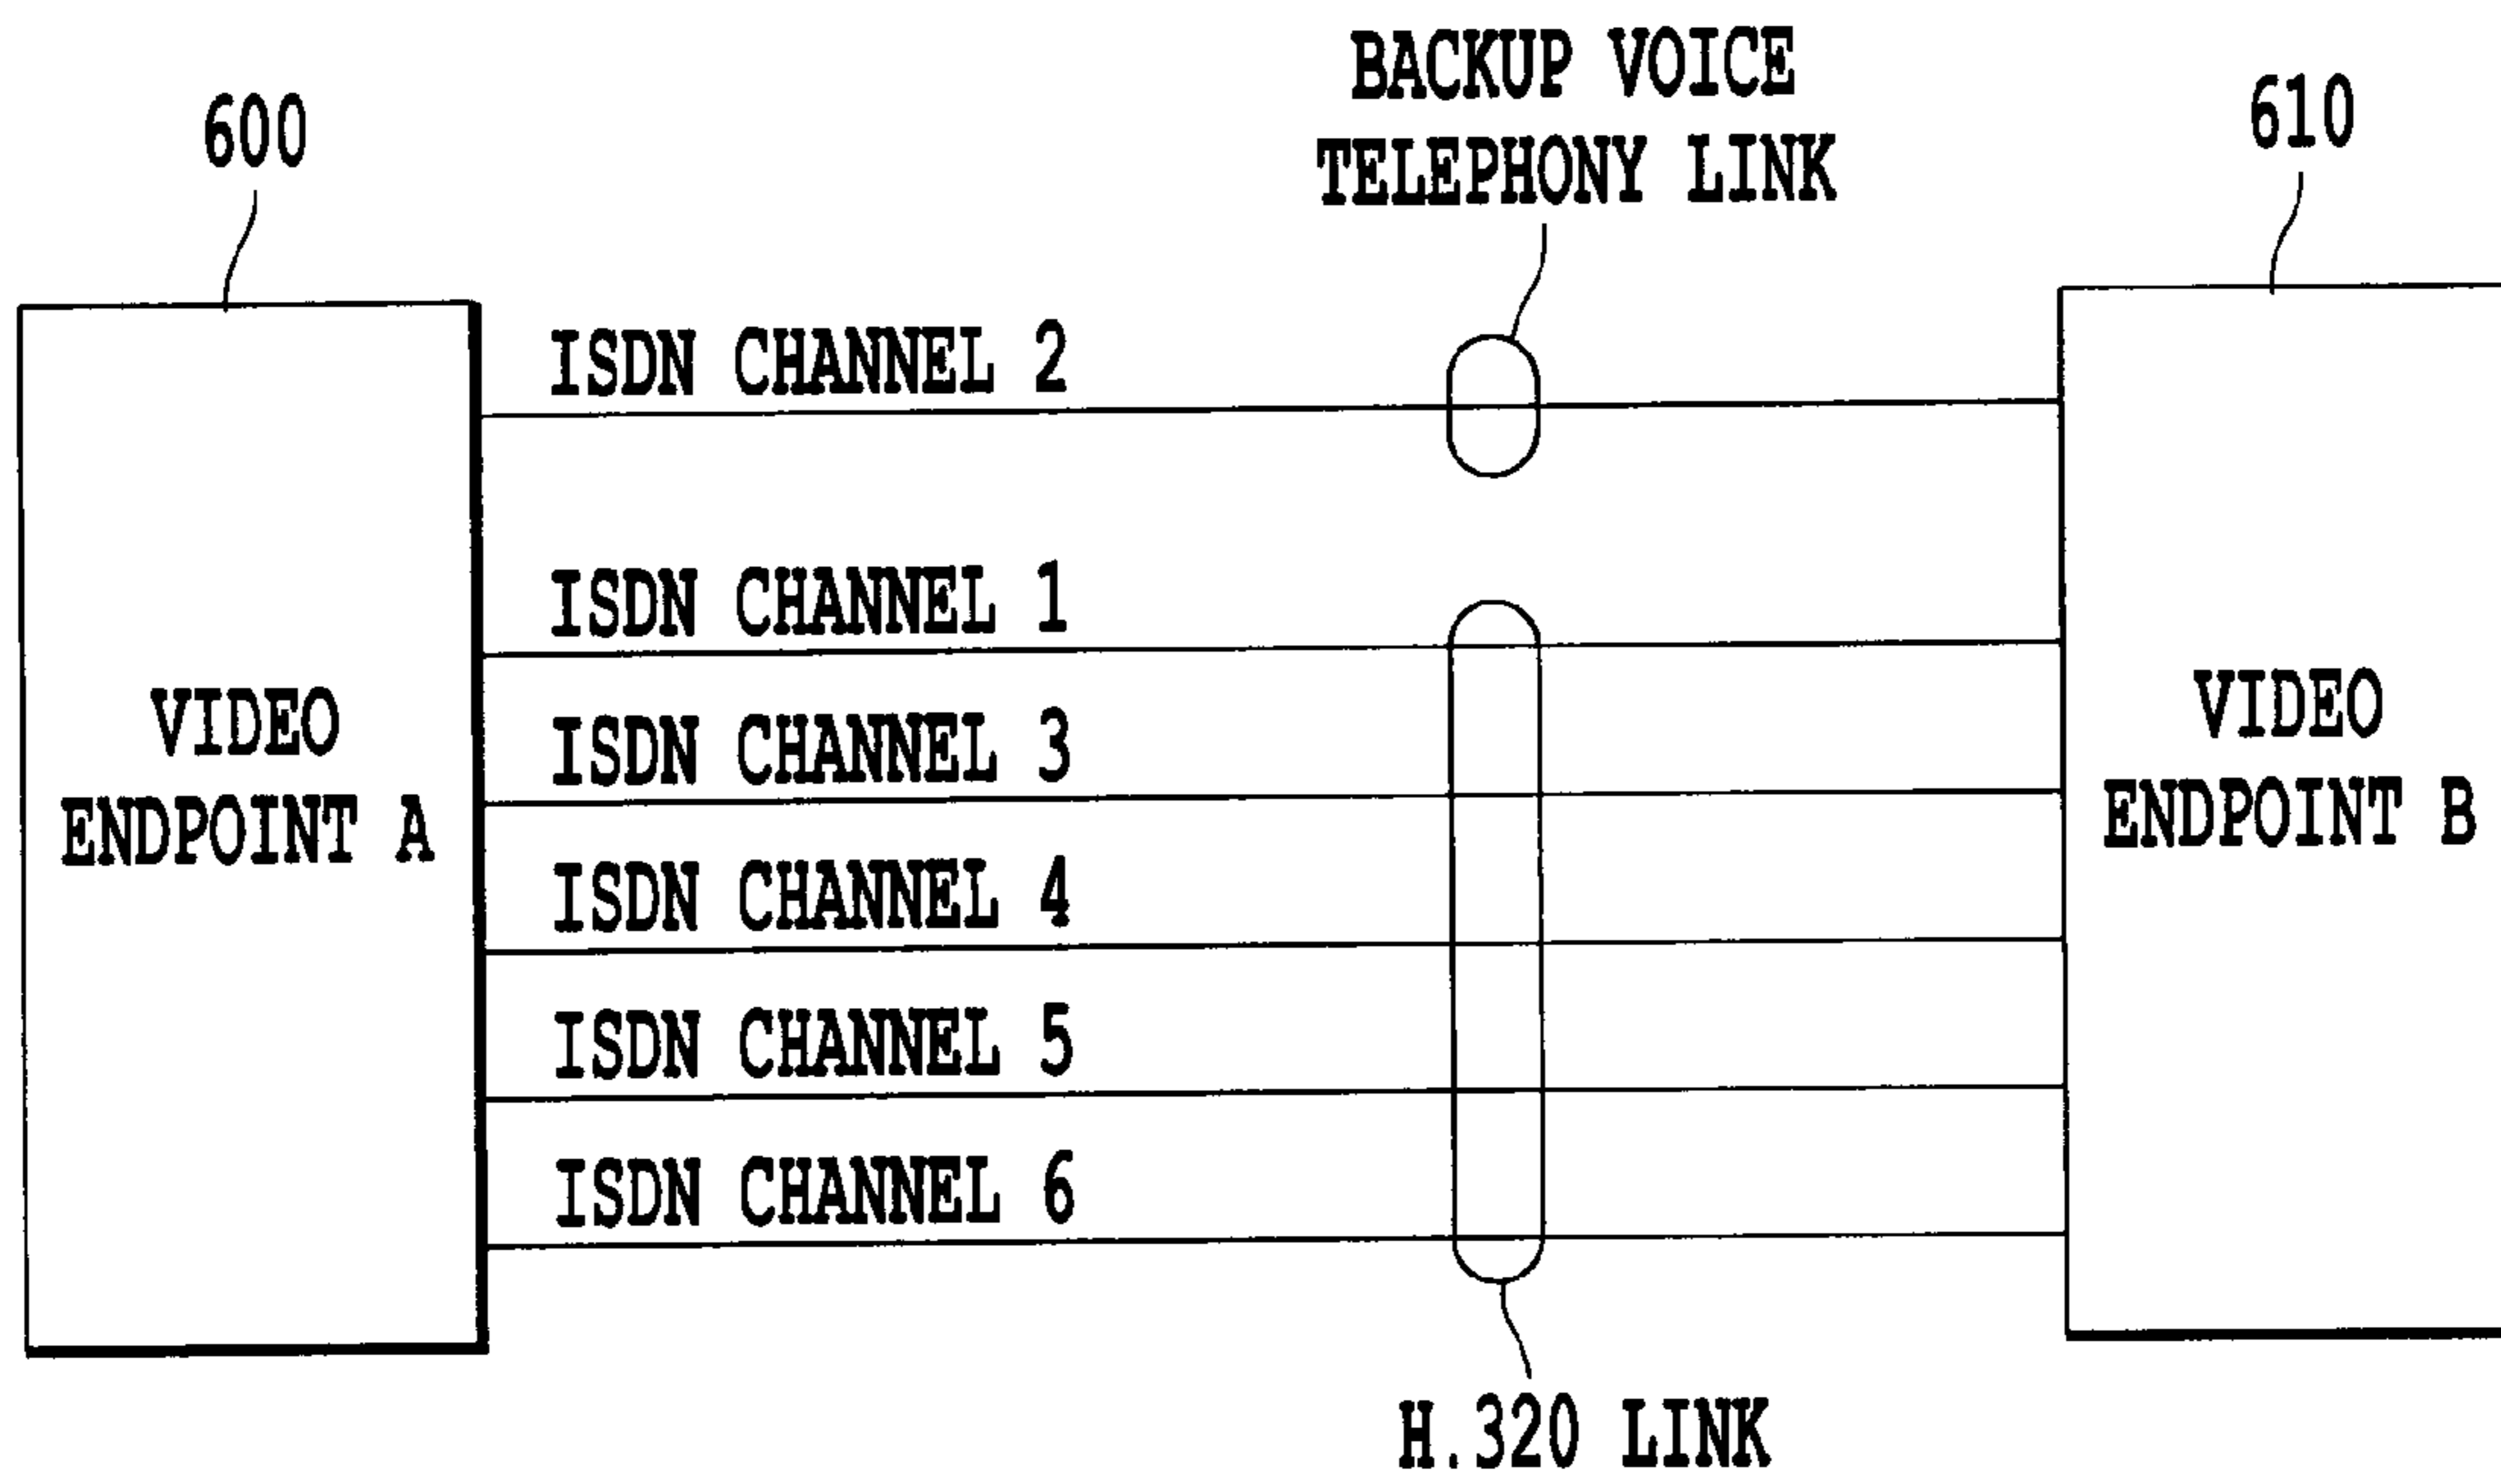 BACKUP VOICE
TELEPHONY LINK
600
610
ISDN CHANNEL 2
ISDN CHANNEL 1
ISDN CHANNEL 3
ISDN CHANNEL 4
ISDN CHANNEL 5
ISDN CHANNEL 6
VIDEO
ENDPOINT A
VIDEO
ENDPOINT B
H.320 LINK